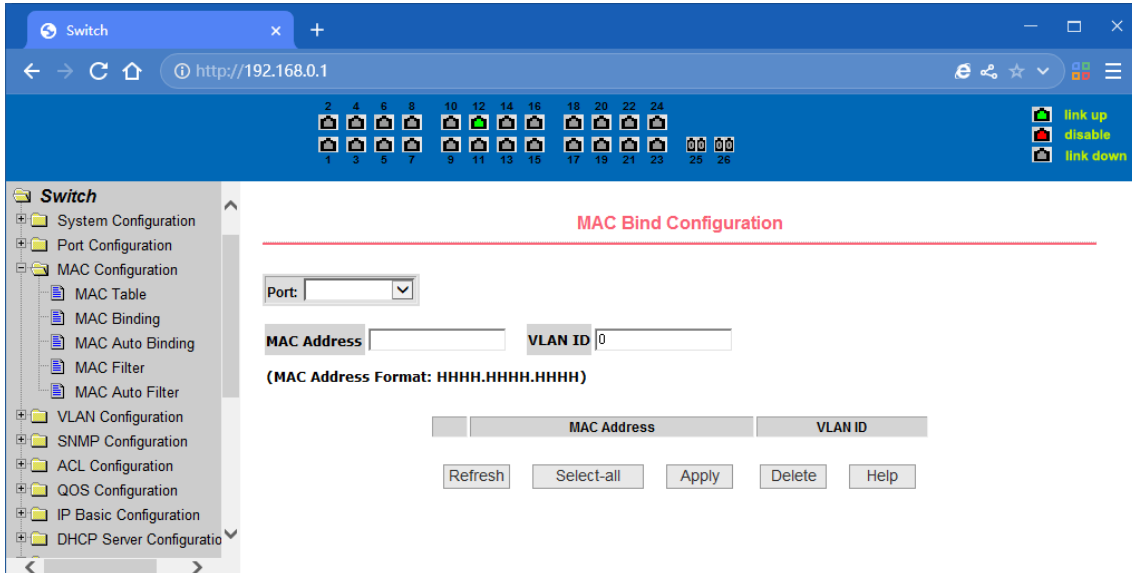 Switch
http://192.168.0.1
2 4 6 8 10 12 14 16 18 20 22 24
1 3 5 7 9 11 13 15 17 19 21 23 25 26
link up
disable
link down
Switch
System Configuration
Port Configuration
MAC Configuration
MAC Table
MAC Binding
MAC Auto Binding
MAC Filter
MAC Auto Filter
VLAN Configuration
SNMP Configuration
ACL Configuration
QOS Configuration
IP Basic Configuration
DHCP Server Configuratio
MAC Bind Configuration
Port:
MAC Address VLAN ID 0
(MAC Address Format: HHHH.HHHH.HHHH)
MAC Address VLAN ID
Refresh Select-all Apply Delete Help